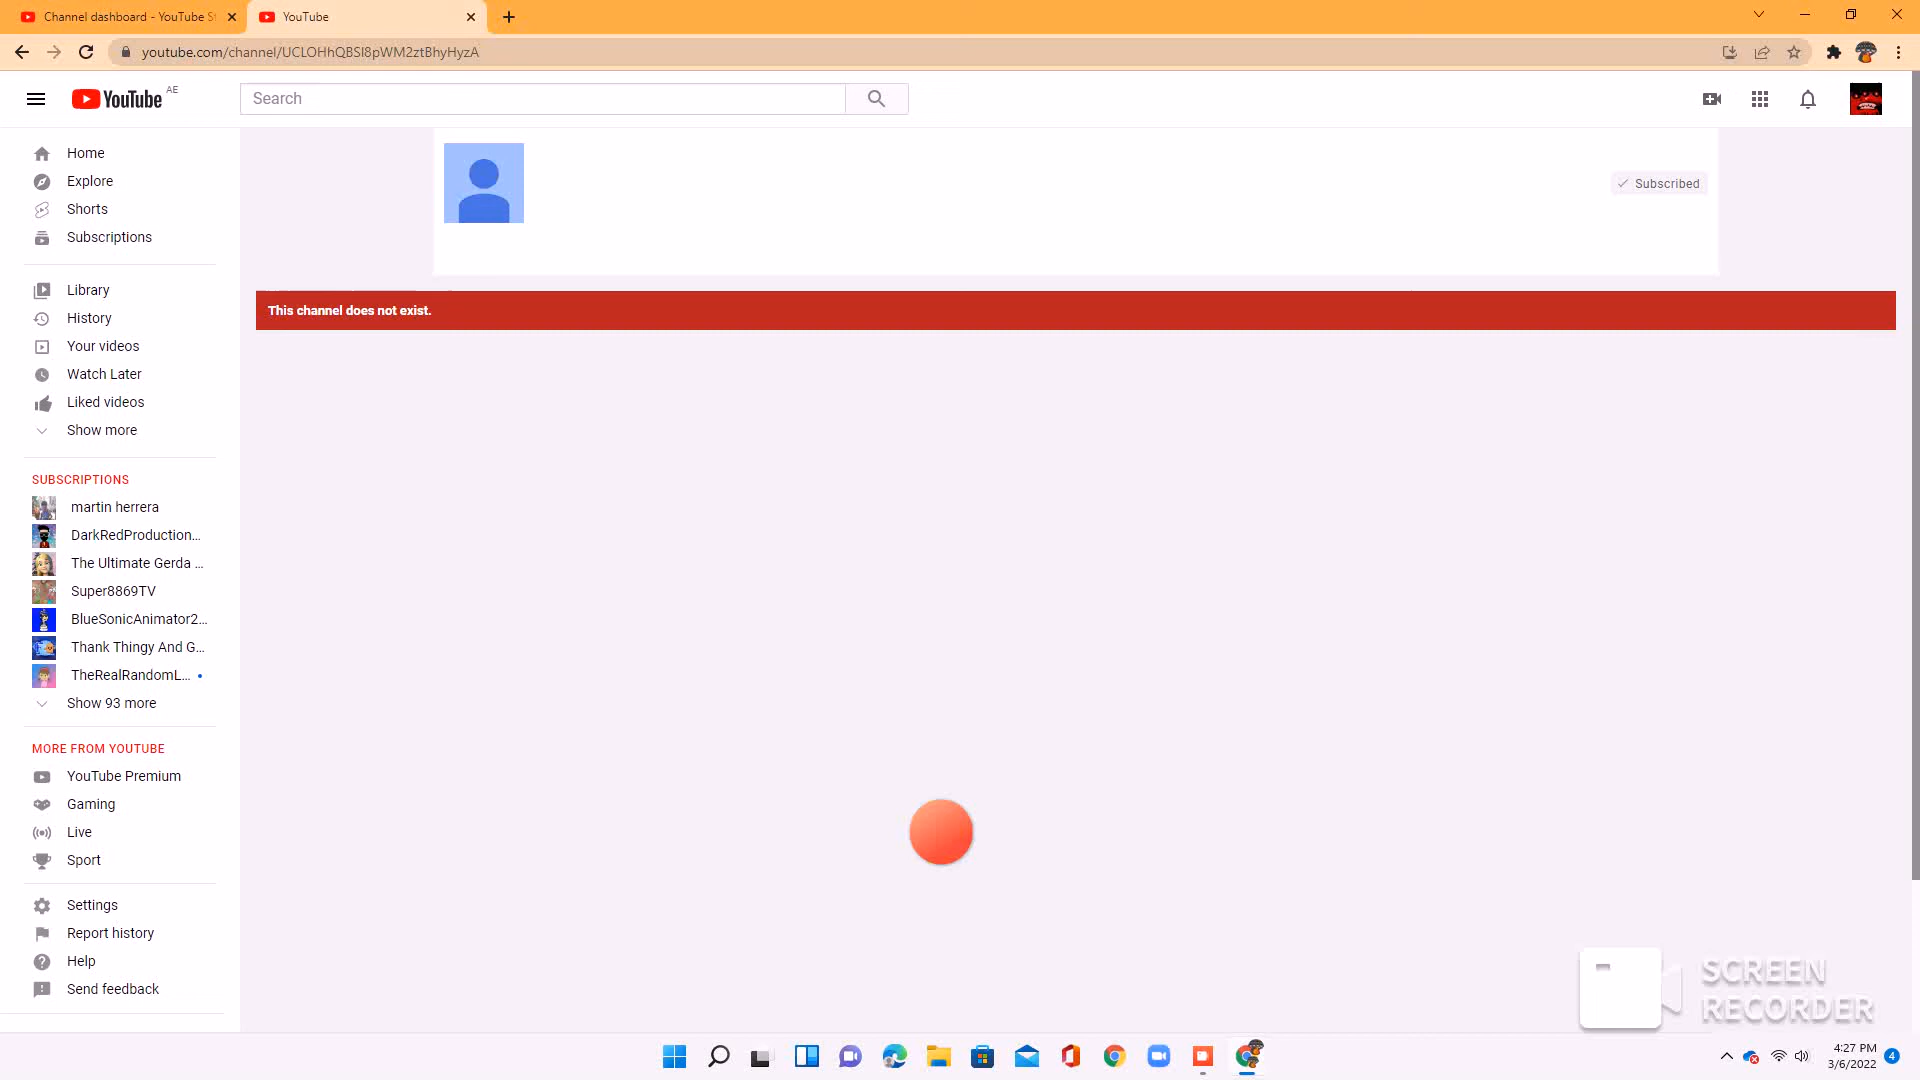 Channel dashboard - YouTube St
YouTube
youtube.com/channel/UCLOHhQBSI8pWM2ztBhyHyzA
YouTube AE
Search
Home
Explore
Shorts
Subscriptions
Subscribed
This channel does not exist.
Library
History
Your videos
Watch Later
Liked videos
Show more
SUBSCRIPTIONS
martin herrera
DarkRedProduction...
The Ultimate Gerda ...
Super8869TV
BlueSonicAnimator2...
Thank Thingy And G...
TheRealRandomL...
Show 93 more
MORE FROM YOUTUBE
YouTube Premium
Gaming
Live
Sport
Settings
Report history
Help
Send feedback
SCREEN
RECORDER
4:27 PM
3/6/2022
4